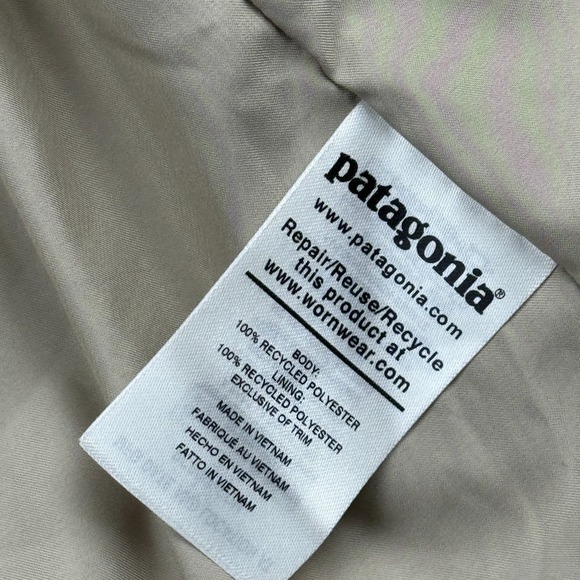 patagonia®
www.patagonia.com
Repair/Reuse/Recycle
this product at
www.wornwear.com
BODY:
100% RECYCLED POLYESTER
LINING:
100% RECYCLED POLYESTER
EXCLUSIVE OF TRIM
MADE IN VIETNAM
FABRIQUÉ AU VIETNAM
HECHO EN VIETNAM
FATTO IN VIETNAM